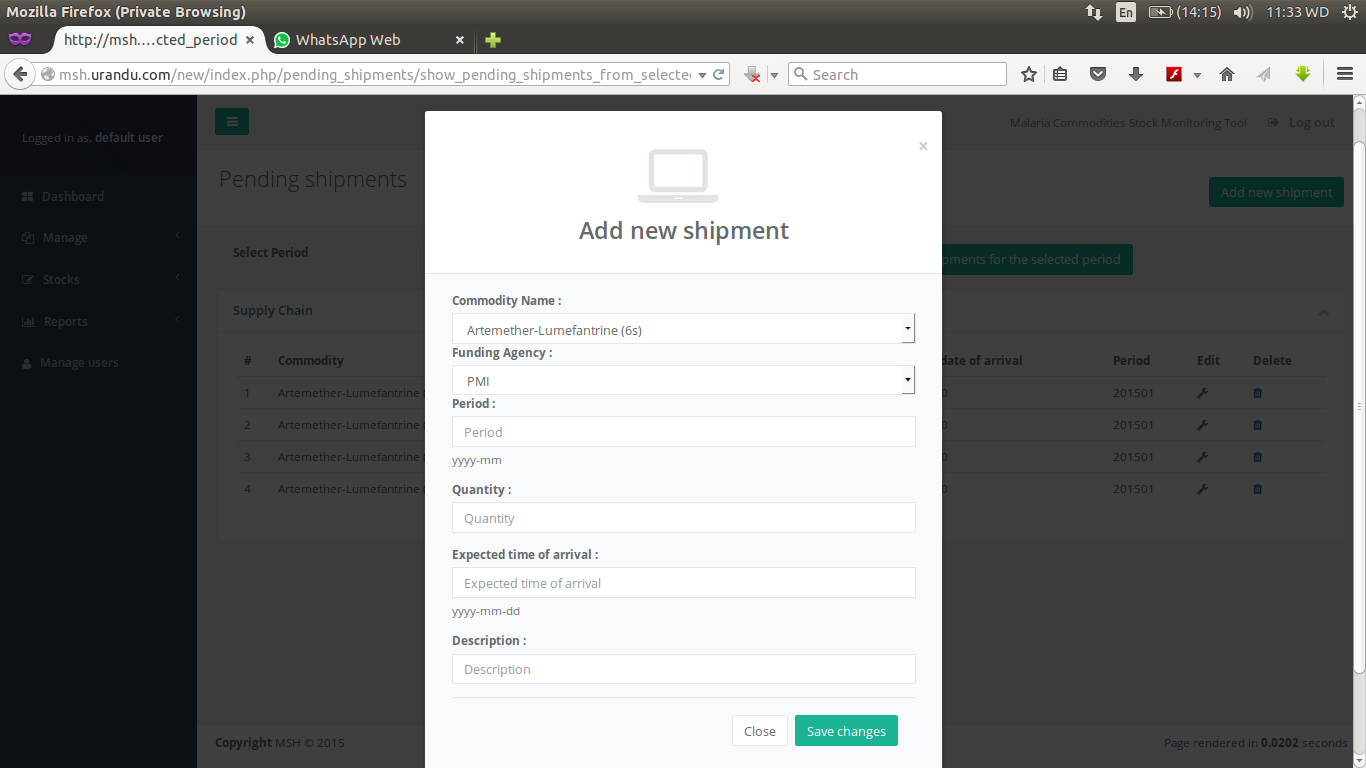 Mozilla Firefox (Private Browsing)
En
(14:15)
11:33 WD
http://msh....cted_period ×
WhatsApp Web ×
msh.urandu.com/new/index.php/pending_shipments/show_pending_shipments_from_selecte
Search
Logged in as, default user
Malaria Commodities Stock Monitoring Tool
Log out
×
Dashboard
Manage
Stocks
Reports
Manage users
Pending shipments
Add new shipment
Select Period
pments for the selected period
Supply Chain
# Commodity date of arrival Period Edit Delete
1 Artemether-Lumefantrine ( 0 201501
2 Artemether-Lumefantrine ( 0 201501
3 Artemether-Lumefantrine ( 0 201501
4 Artemether-Lumefantrine ( 0 201501
Add new shipment
Commodity Name :
Artemether-Lumefantrine (6s)
Funding Agency :
PMI
Period :
Period
yyyy-mm
Quantity :
Quantity
Expected time of arrival :
Expected time of arrival
yyyy-mm-dd
Description :
Description
Close
Save changes
Copyright MSH © 2015
Page rendered in 0.0202 seconds